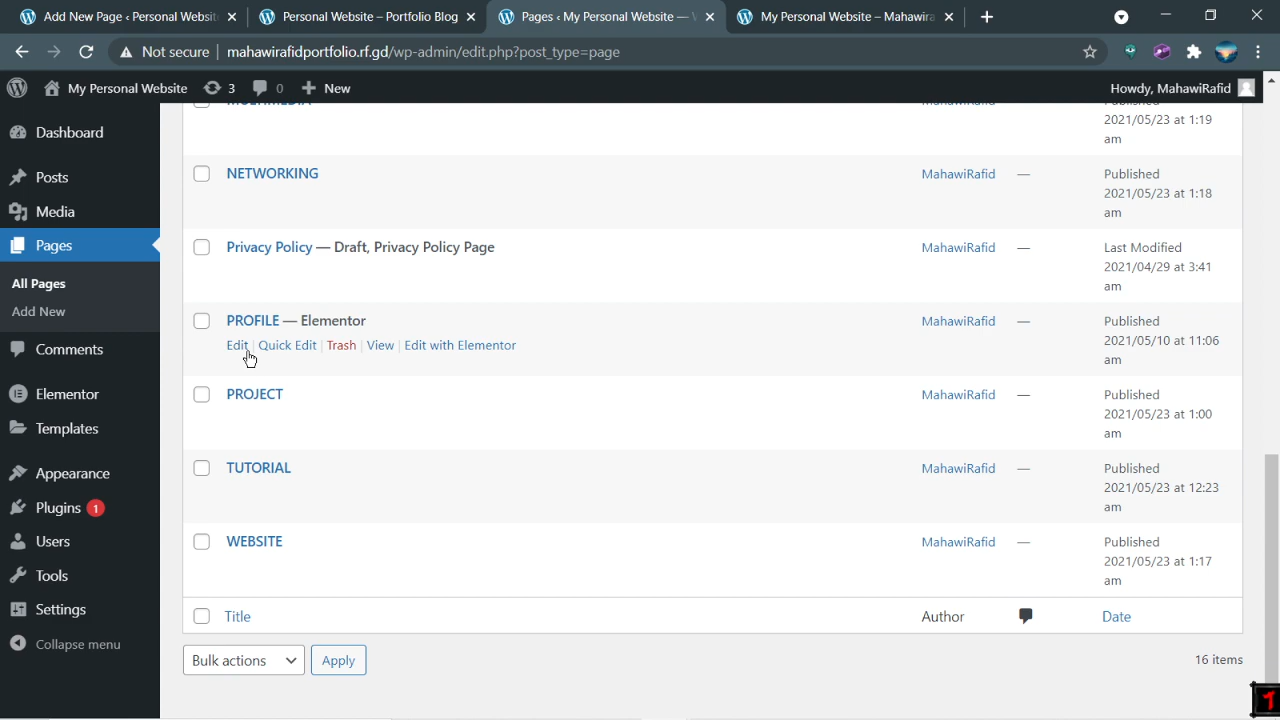 Add New Page ‹ Personal Websit
Personal Website – Portfolio Blog
Pages ‹ My Personal Website —
My Personal Website – Mahawira
Not secure
mahawirafidportfolio.rf.gd/wp-admin/edit.php?post_type=page
My Personal Website
3
0
New
Howdy, MahawiRafid
Dashboard
Posts
Media
Pages
All Pages
Add New
Comments
Elementor
Templates
Appearance
Plugins 1
Users
Tools
Settings
Collapse menu
2021/05/23 at 1:19
am
NETWORKING
MahawiRafid
—
Published
2021/05/23 at 1:18
am
Privacy Policy — Draft, Privacy Policy Page
MahawiRafid
—
Last Modified
2021/04/29 at 3:41
am
PROFILE — Elementor
Edit | Quick Edit | Trash | View | Edit with Elementor
MahawiRafid
—
Published
2021/05/10 at 11:06
am
PROJECT
MahawiRafid
—
Published
2021/05/23 at 1:00
am
TUTORIAL
MahawiRafid
—
Published
2021/05/23 at 12:23
am
WEBSITE
MahawiRafid
—
Published
2021/05/23 at 1:17
am
Title
Author
Date
Bulk actions
Apply
16 items
1